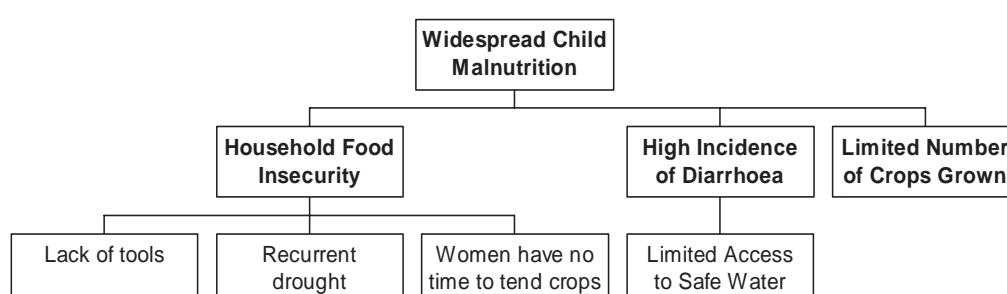 Widespread Child
Malnutrition
Household Food
Insecurity
High Incidence
of Diarrhoea
Limited Number
of Crops Grown
Lack of tools
Recurrent
drought
Women have no
time to tend crops
Limited Access
to Safe Water